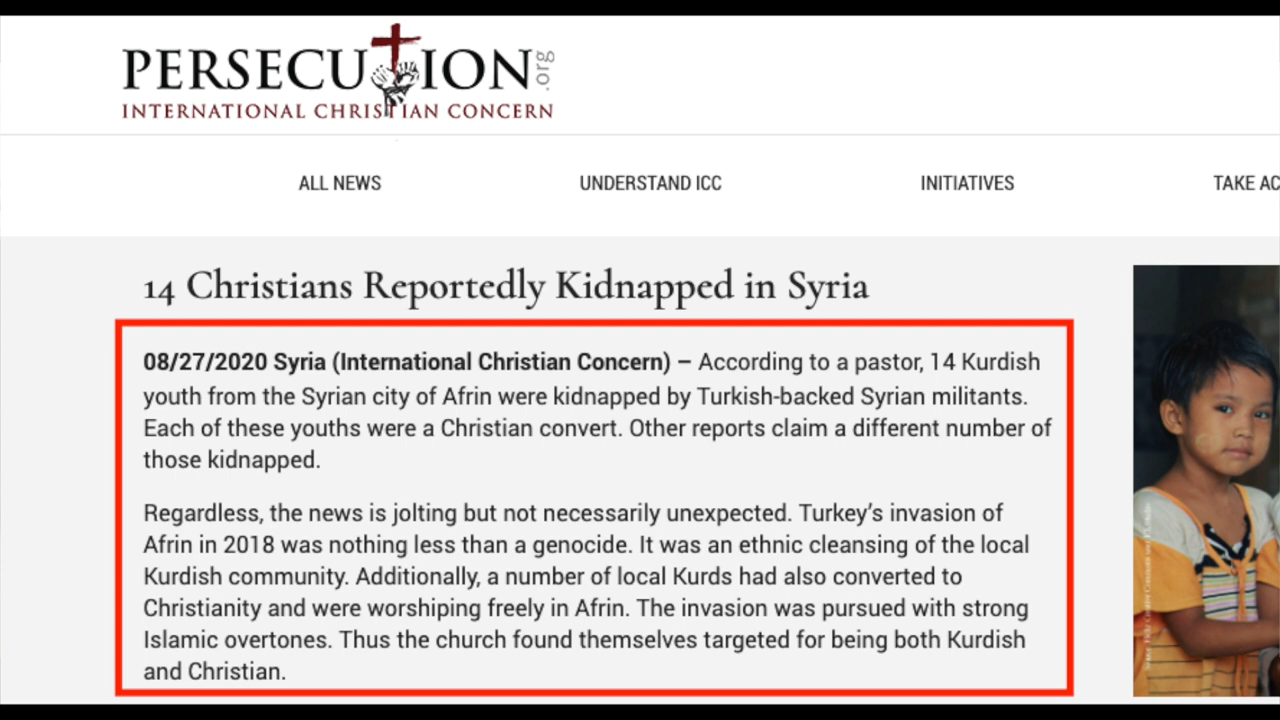 PERSECUTION.org
INTERNATIONAL CHRISTIAN CONCERN
ALL NEWS UNDERSTAND ICC INITIATIVES TAKE AC
14 Christians Reportedly Kidnapped in Syria
08/27/2020 Syria (International Christian Concern) – According to a pastor, 14 Kurdish
youth from the Syrian city of Afrin were kidnapped by Turkish-backed Syrian militants.
Each of these youths were a Christian convert. Other reports claim a different number of
those kidnapped.
Regardless, the news is jolting but not necessarily unexpected. Turkey’s invasion of
Afrin in 2018 was nothing less than a genocide. It was an ethnic cleansing of the local
Kurdish community. Additionally, a number of local Kurds had also converted to
Christianity and were worshiping freely in Afrin. The invasion was pursued with strong
Islamic overtones. Thus the church found themselves targeted for being both Kurdish
and Christian.